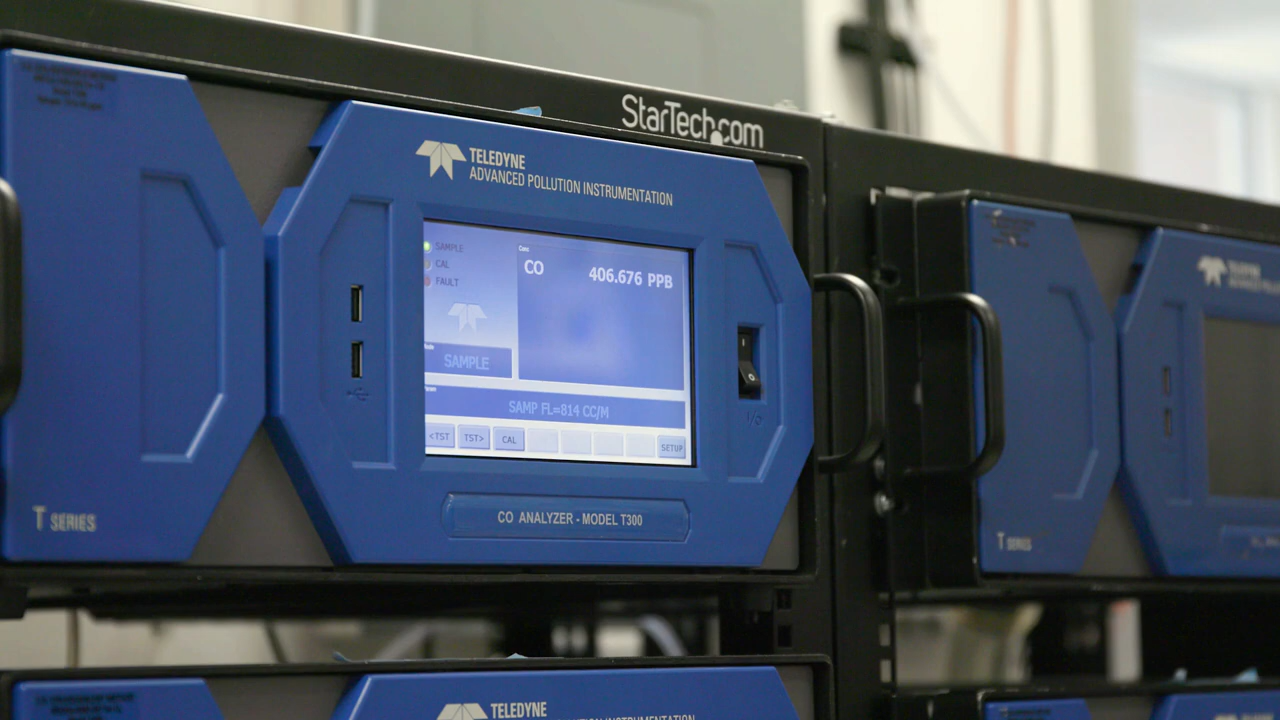 StarTech.com
TELEDYNE
ADVANCED POLLUTION INSTRUMENTATION
SAMPLE
CAL
FAULT
CO 406.676 PPB
SAMPLE
SAMP FL=814 CC/M
<TST TST> CAL SETUP
I/O
CO ANALYZER - MODEL T300
T SERIES
TELEDYNE
T SERIES
TELEDYNE